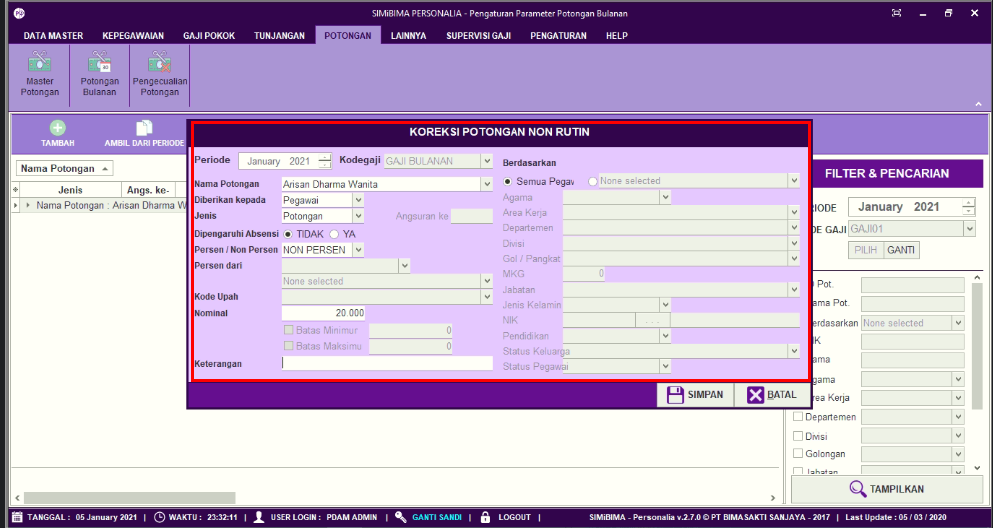 SIMiBIMA PERSONALIA - Pengaturan Parameter Potongan Bulanan
DATA MASTER KEPEGAWAIAN GAJI POKOK TUNJANGAN POTONGAN LAINNYA SUPERVISI GAJI PENGATURAN HELP
Master Potongan
Potongan Bulanan
Pengecualian Potongan
TAMBAH AMBIL DARI PERIODE
Nama Potongan
Jenis Angs. ke-
Nama Potongan : Arisan Dharma W
KOREKSI POTONGAN NON RUTIN
Periode January 2021 Kodegaji GAJI BULANAN
Nama Potongan Arisan Dharma Wanita
Diberikan kepada Pegawai
Jenis Potongan Angsuran ke
Dipengaruhi Absensi TIDAK YA
Persen / Non Persen NON PERSEN
Persen dari
None selected
Kode Upah
Nominal 20.000
Batas Minimur 0
Batas Maksimu 0
Keterangan
Berdasarkan
Semua Pegav None selected
Agama
Area Kerja
Departemen
Divisi
Gol / Pangkat
MKG 0
Jabatan
Jenis Kelamin
NIK ...
Pendidikan
Status Keluarga
Status Pegawai
SIMPAN BATAL
FILTER & PENCARIAN
IODE January 2021
DE GAJI GAJI01
PILIH GANTI
Pot.
ama Pot.
erdasarkan None selected
IK
ama
gama
rea Kerja
Departemen
Divisi
Golongan
Jabatan
TAMPILKAN
TANGGAL : 05 January 2021 | WAKTU : 23:32:11 | USER LOGIN : PDAM ADMIN | GANTI SANDI | LOGOUT | SIMiBIMA - Personalia v.2.7.0 © PT BIMASAKTI SANJAYA - 2017 | Last Update : 05 / 03 / 2020